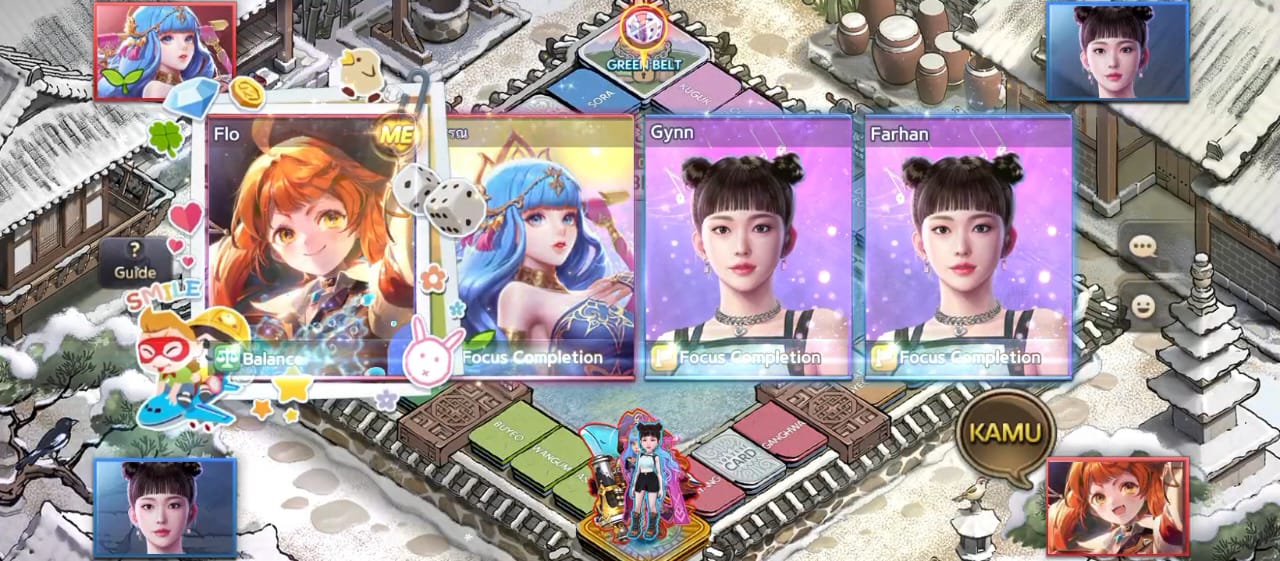 GREEN BELT
SORA
KUGUK
Flo
ME
รณ
Gynn
Farhan
?
Guide
SMILE
Balance
Focus Completion
Focus Completion
Focus Completion
BUYEO
KANGUM
CARD
GANGHWA
KAMU